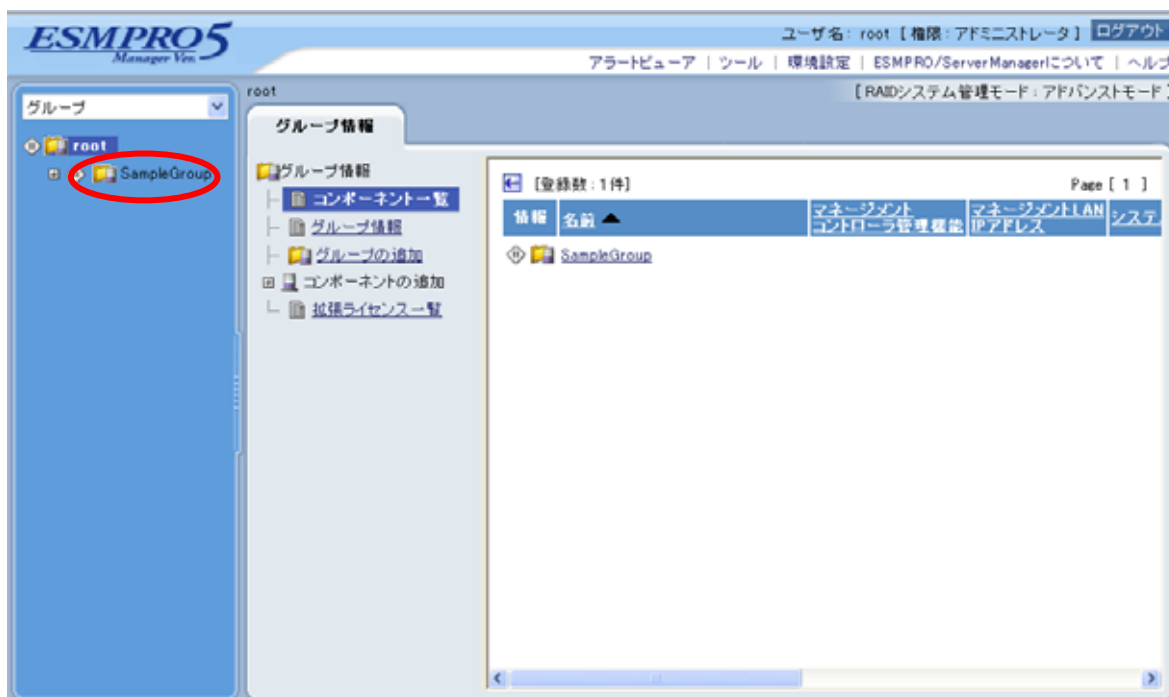 ESMPRO5
Manager Ver.
ユーザ名: root 【権限:アドミニストレータ】 ログアウト
アラートビューア | ツール | 環境設定 | ESMPRO/ServerManagerについて | ヘルプ
グループ
root
SampleGroup
root
[RAIDシステム管理モード:アドバンストモード]
グループ情報
グループ情報
コンポーネント一覧
グループ情報
グループの追加
コンポーネントの追加
拡張ライセンス一覧
[登録数:1件]
Page [ 1 ]
情報 名前 マネージメント マネージメントLAN システ
コントローラ管理機能 IPアドレス
SampleGroup